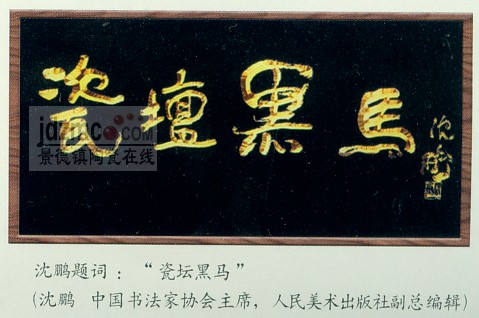 瓷壇黑馬
沈鹏
jdzmc.COM
景德镇陶瓷在线
沈鹏题词：“瓷坛黑马”
(沈鹏 中国书法家协会主席，人民美术出版社副总编辑)